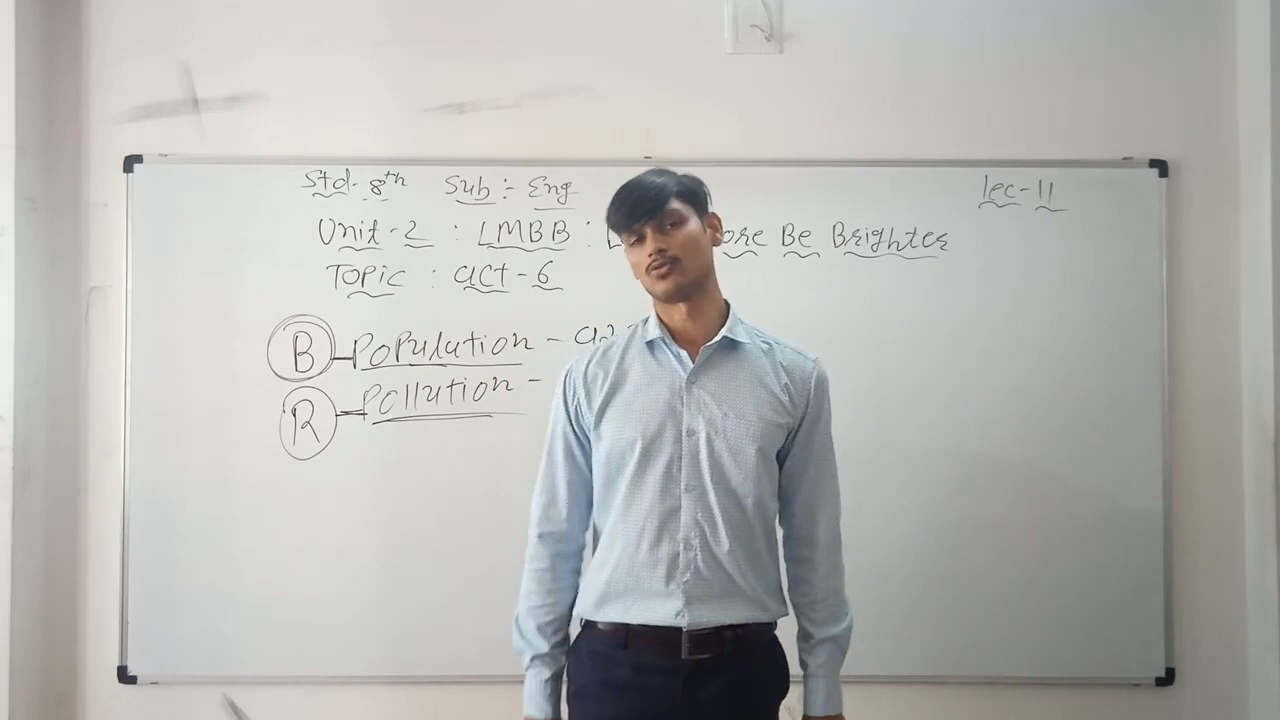 Std. 8th Sub :- Eng lec-11
Unit-2 : LMBB : ore Be Brighter
Topic : act-6
B - Population -
R = Pollution -